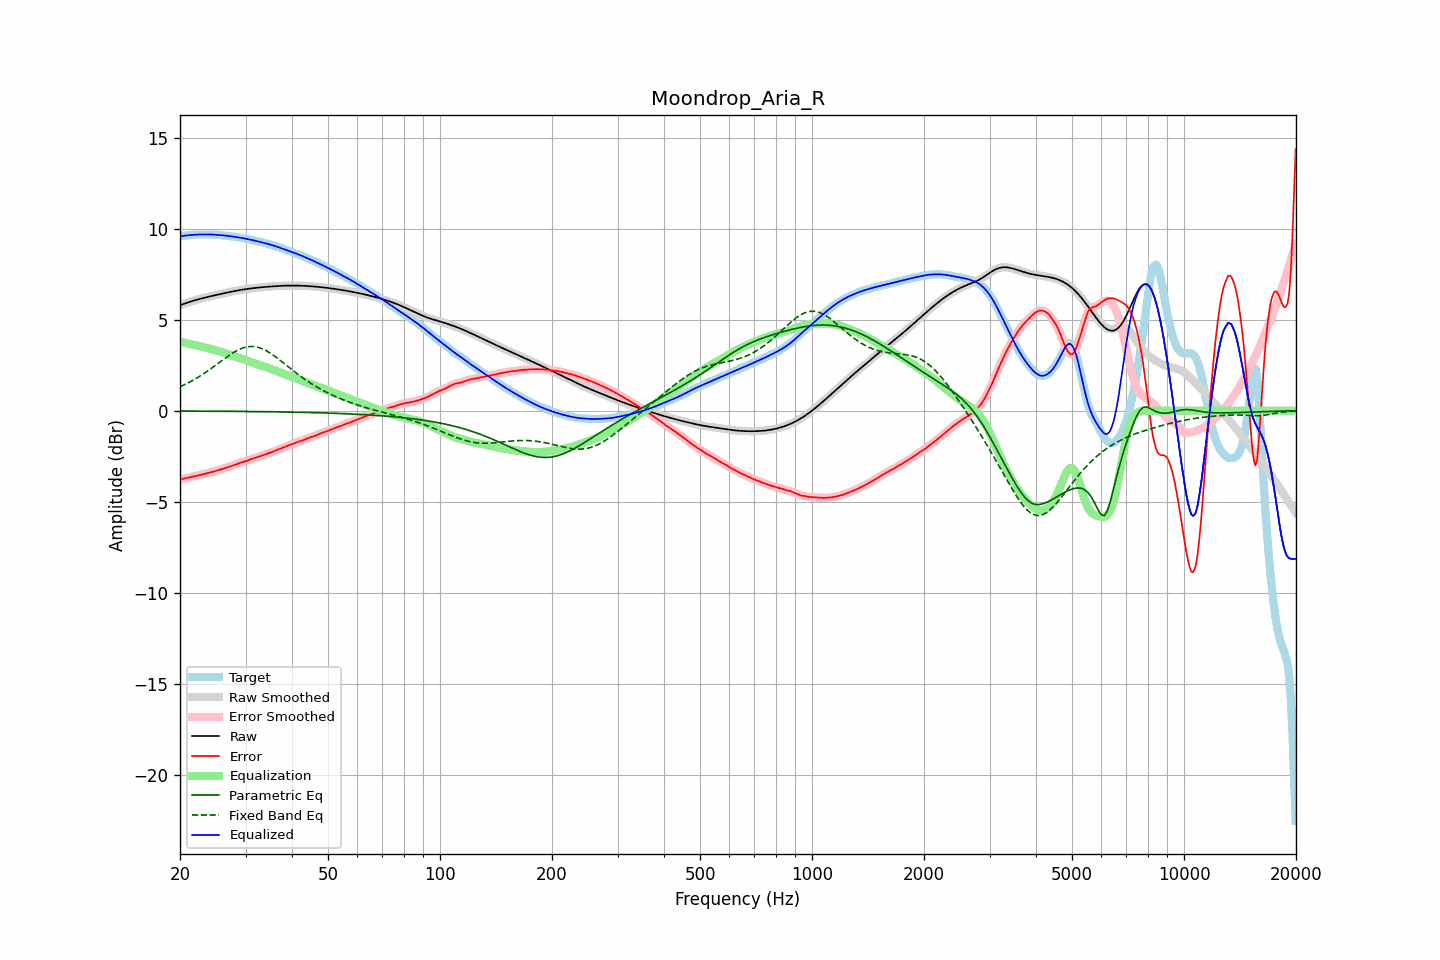 Moondrop_Aria_R
Amplitude (dBr)
15
10
5
0
−5
−10
−15
−20
Target
Raw Smoothed
Error Smoothed
Raw
Error
Equalization
Parametric Eq
Fixed Band Eq
Equalized
20 50 100 200 500 1000 2000 5000 10000 20000
Frequency (Hz)